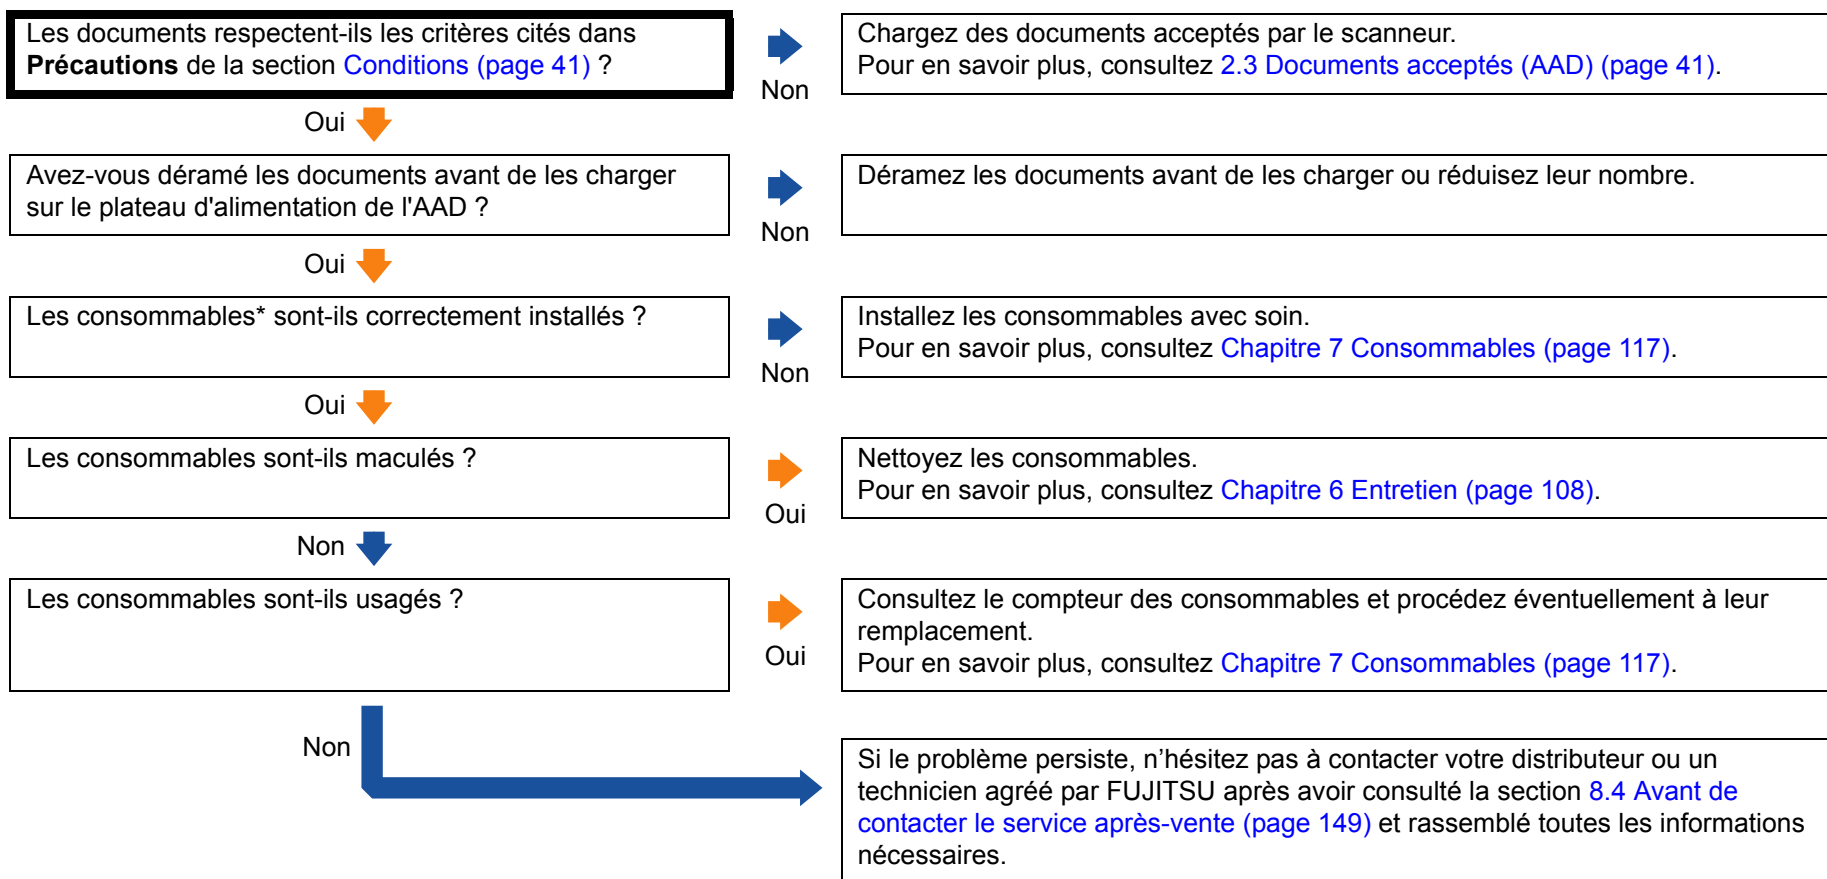 Les documents respectent-ils les critères cités dans
Précautions de la section Conditions (page 41) ?
Non
Chargez des documents acceptés par le scanneur.
Pour en savoir plus, consultez 2.3 Documents acceptés (AAD) (page 41).
Oui
Avez-vous déramé les documents avant de les charger
sur le plateau d'alimentation de l'AAD ?
Non
Déramez les documents avant de les charger ou réduisez leur nombre.
Oui
Les consommables* sont-ils correctement installés ?
Non
Installez les consommables avec soin.
Pour en savoir plus, consultez Chapitre 7 Consommables (page 117).
Oui
Les consommables sont-ils maculés ?
Oui
Nettoyez les consommables.
Pour en savoir plus, consultez Chapitre 6 Entretien (page 108).
Non
Les consommables sont-ils usagés ?
Oui
Consultez le compteur des consommables et procédez éventuellement à leur
remplacement.
Pour en savoir plus, consultez Chapitre 7 Consommables (page 117).
Non
Si le problème persiste, n’hésitez pas à contacter votre distributeur ou un
technicien agréé par FUJITSU après avoir consulté la section 8.4 Avant de
contacter le service après-vente (page 149) et rassemblé toutes les informations
nécessaires.